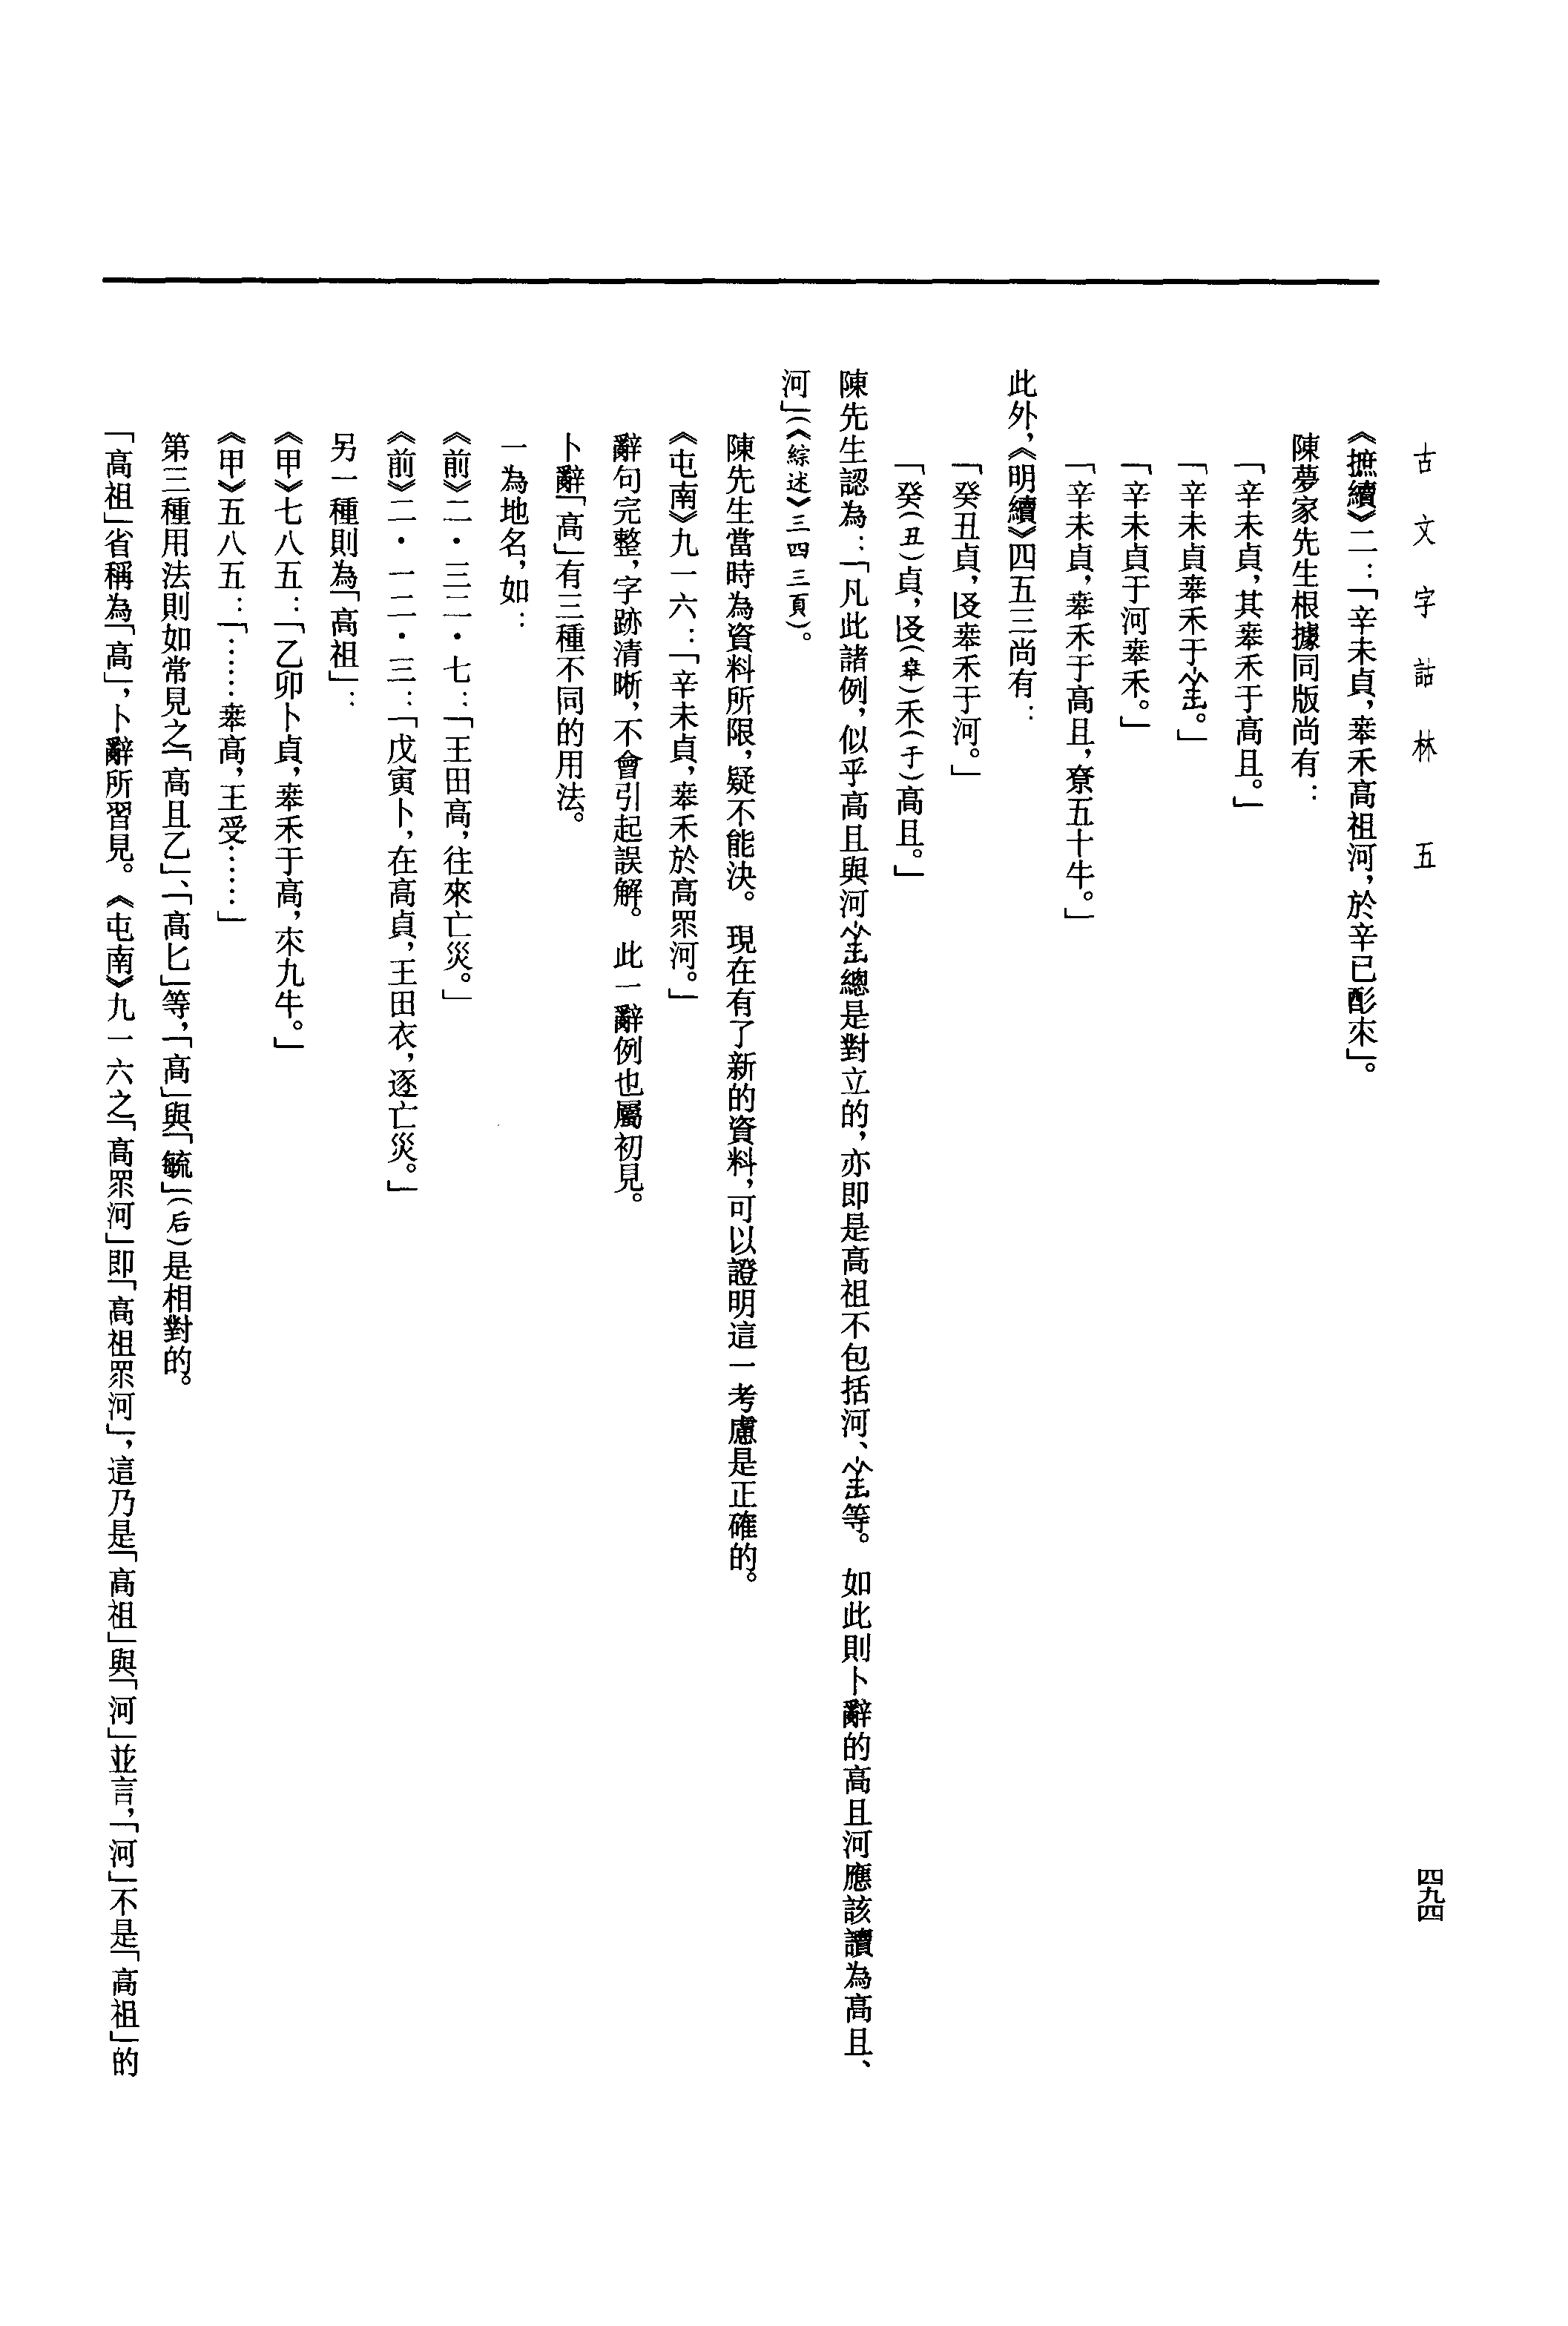 古文字詁林 五
四九四
《摭續》二：「辛未貞，㞢禾高祖河，於辛巳酻」。
陳夢家先生根據同版尚有：
「辛未貞，其禾于高且。」
「辛未貞禾于。」
「辛未貞于河禾。」
「辛未貞，禾于高且，尞五十牛。」
此外，《明續》四五三尚有：
「癸丑貞，㞋禾于河。」
「癸（丑）貞，㞋禾（于）高且。」
陳先生認為：「凡此諸例，似乎高且與河總是對立的，亦即是高祖不包括河、等。如此則卜辭的高且河應該讀為高且、
河」（《綜述》三四三頁）。
陳先生當時為資料所限，疑不能決。現在有了新的資料，可以證明這一考慮是正確的。
《屯南》九一六：「辛未貞，禾於高眔河。」
辭句完整，字跡清晰，不會引起誤解。此一辭例也屬初見。
卜辭「高」有三種不同的用法。
一為地名，如：
《前》二·三二·七：「王田高，往來亡災。」
《前》二·一二·三：「戊寅卜，在高貞，王田衣，逐亡災。」
另一種則為「高祖」：
《甲》七八五：「乙卯卜貞，禾于高，九牛。」
《甲》五八五：「……高，王受……」
第三種用法則如常見之「高且乙」、「高匕」等，「高」與「毓」（后）是相對的。
「高祖」省稱為「高」，卜辭所習見。《屯南》九一六之「高眔河」即「高祖眔河」，這乃是「高祖」與「河」並言，「河」不是「高祖」的